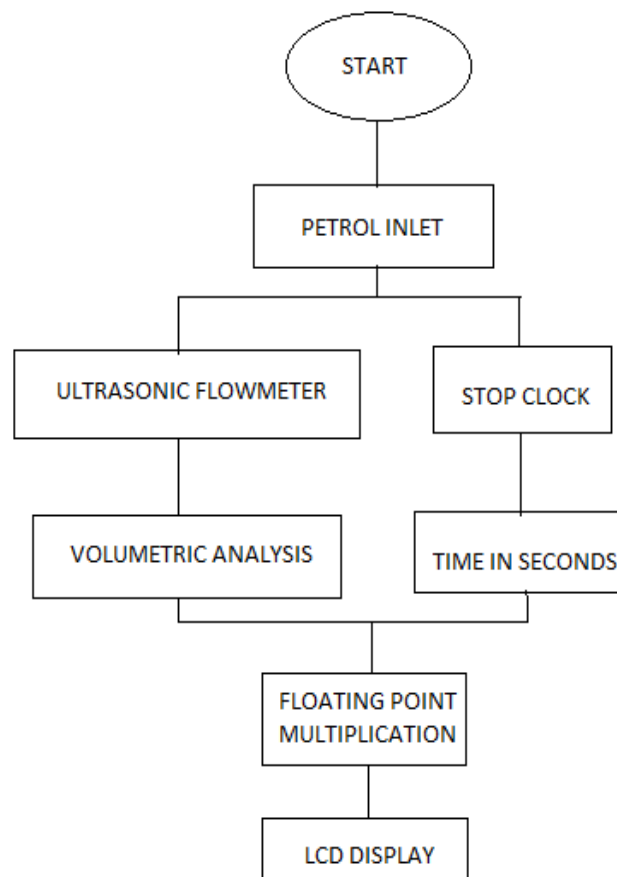 START
PETROL INLET
ULTRASONIC FLOWMETER
STOP CLOCK
VOLUMETRIC ANALYSIS
TIME IN SECONDS
FLOATING POINT
MULTIPLICATION
LCD DISPLAY